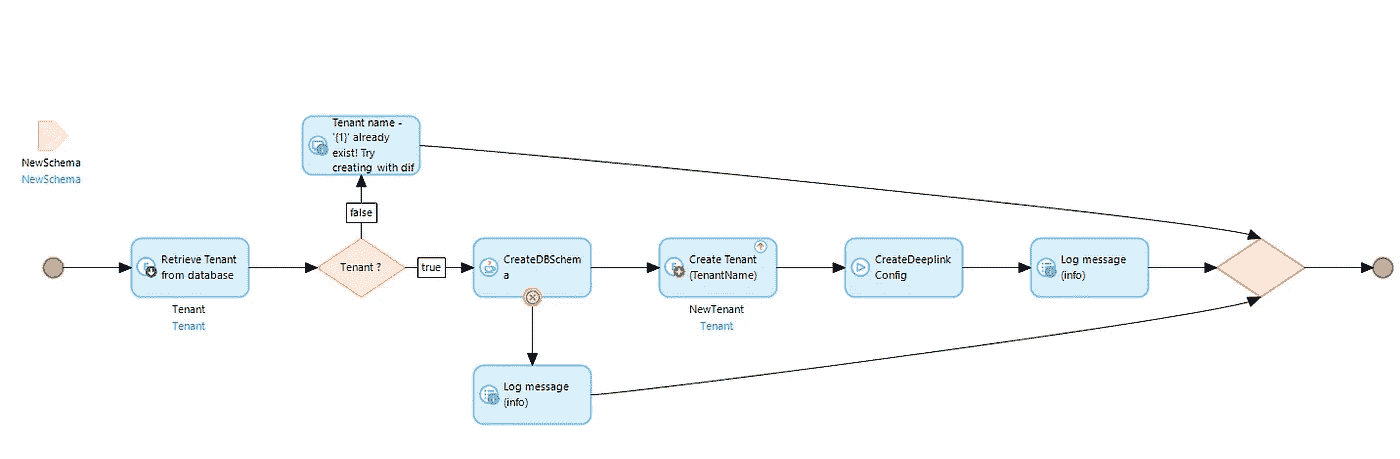 Tenant name -
'{1}' already
exist! Try
creating with dif
NewSchema
NewSchema
false
Retrieve Tenant
from database
Tenant
Tenant
Tenant ?
true
CreateDBSchem
a
Create Tenant
(TenantName)
NewTenant
Tenant
CreateDeeplink
Config
Log message
(info)
Log message
(info)